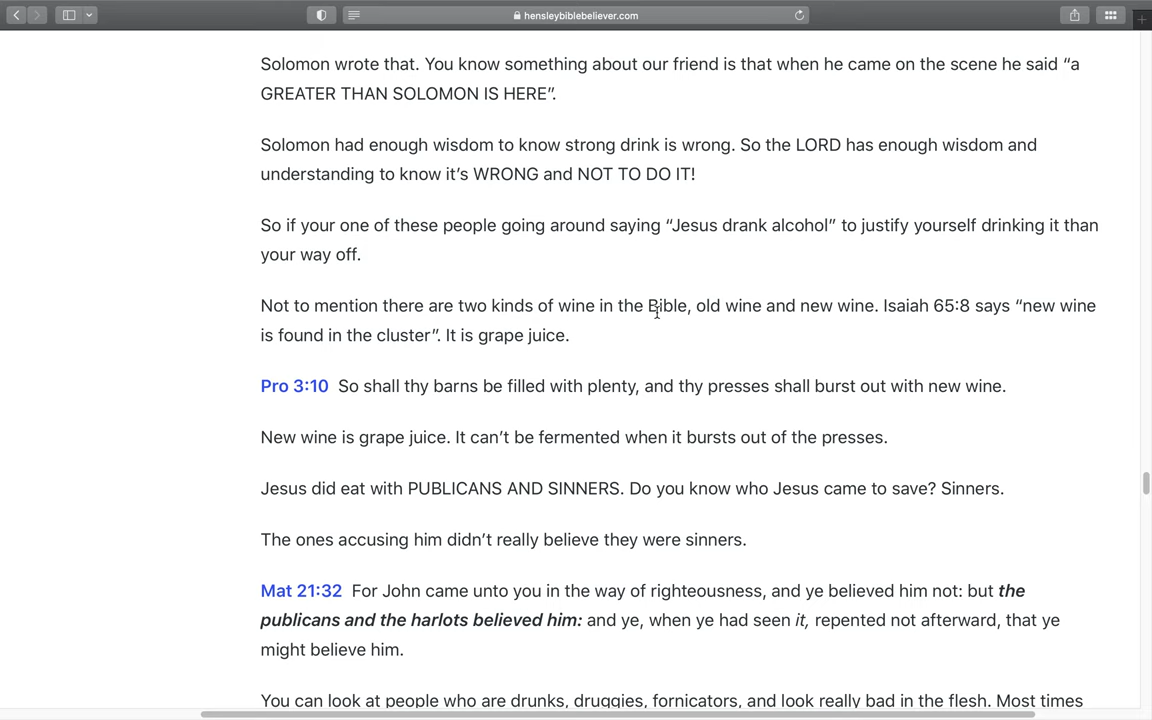 hensleybiblebeliever.com
Solomon wrote that. You know something about our friend is that when he came on the scene he said “a
GREATER THAN SOLOMON IS HERE”.
Solomon had enough wisdom to know strong drink is wrong. So the LORD has enough wisdom and
understanding to know it’s WRONG and NOT TO DO IT!
So if your one of these people going around saying “Jesus drank alcohol” to justify yourself drinking it than
your way off.
Not to mention there are two kinds of wine in the Bible, old wine and new wine. Isaiah 65:8 says “new wine
is found in the cluster”. It is grape juice.
Pro 3:10 So shall thy barns be filled with plenty, and thy presses shall burst out with new wine.
New wine is grape juice. It can’t be fermented when it bursts out of the presses.
Jesus did eat with PUBLICANS AND SINNERS. Do you know who Jesus came to save? Sinners.
The ones accusing him didn’t really believe they were sinners.
Mat 21:32 For John came unto you in the way of righteousness, and ye believed him not: but the
publicans and the harlots believed him: and ye, when ye had seen it, repented not afterward, that ye
might believe him.
You can look at people who are drunks, druggies, fornicators, and look really bad in the flesh. Most times